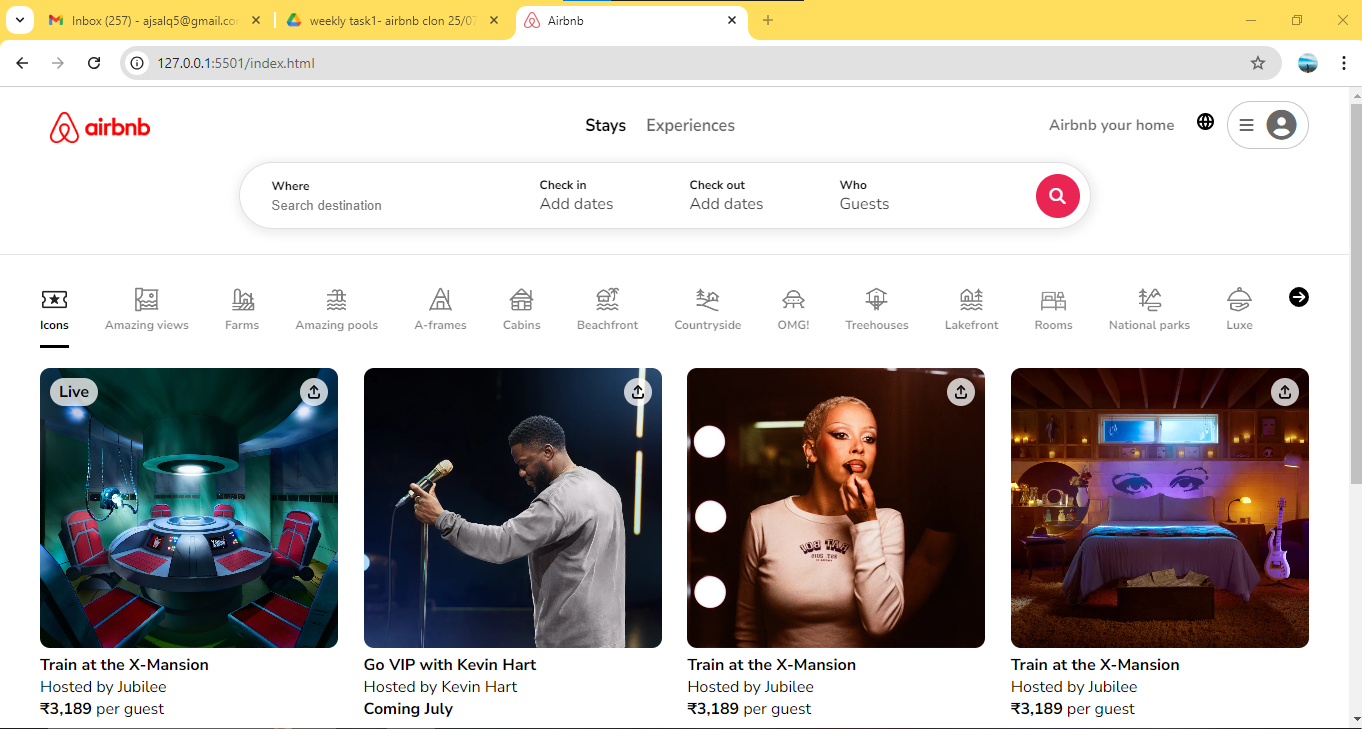 Inbox (257) - ajsalq5@gmail.co
weekly task1- airbnb clon 25/07
Airbnb
127.0.0.1:5501/index.html
airbnb
Stays
Experiences
Airbnb your home
Where
Check in
Check out
Who
Search destination
Add dates
Add dates
Guests
Icons
Amazing views
Farms
Amazing pools
A-frames
Cabins
Beachfront
Countryside
OMG!
Treehouses
Lakefront
Rooms
National parks
Luxe
Live
Train at the X-Mansion
Hosted by Jubilee
₹3,189 per guest
Go VIP with Kevin Hart
Hosted by Kevin Hart
Coming July
Train at the X-Mansion
Hosted by Jubilee
₹3,189 per guest
Train at the X-Mansion
Hosted by Jubilee
₹3,189 per guest